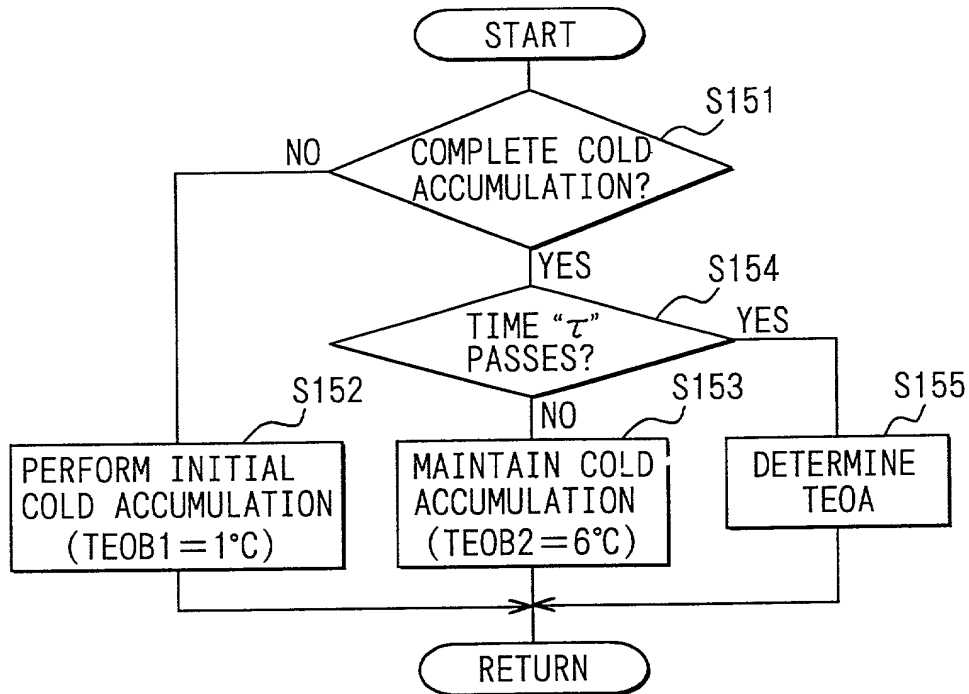 START
S151
NO
COMPLETE COLD
ACCUMULATION?
YES
S154
TIME “τ”
PASSES?
YES
S152
NO
S153
S155
PERFORM INITIAL
COLD ACCUMULATION
(TEOB1=1°C)
MAINTAIN COLD
ACCUMULATION
(TEOB2=6°C)
DETERMINE
TEOA
RETURN